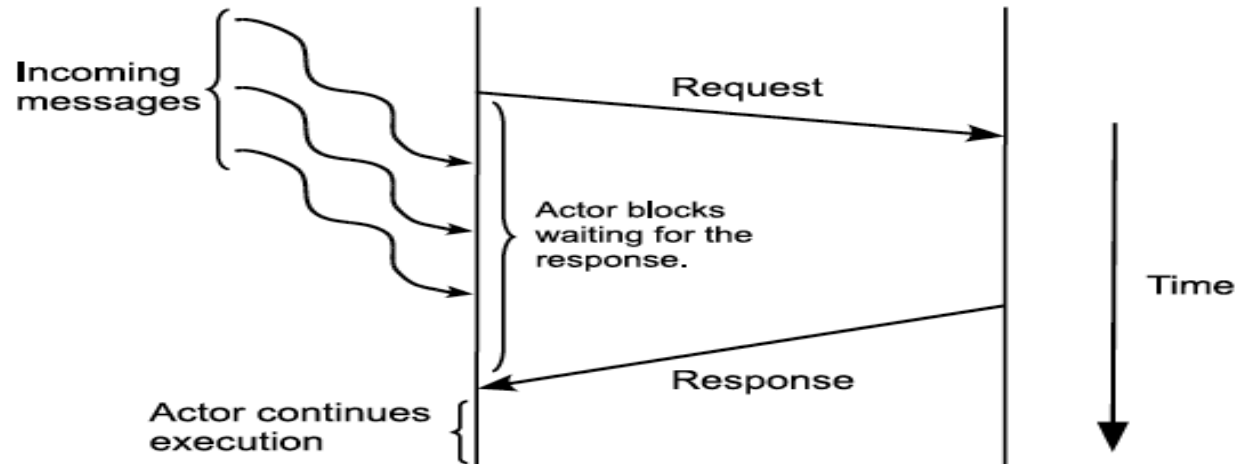 Incoming
messages
Request
Actor blocks
waiting for the
response.
Time
Response
Actor continues
execution